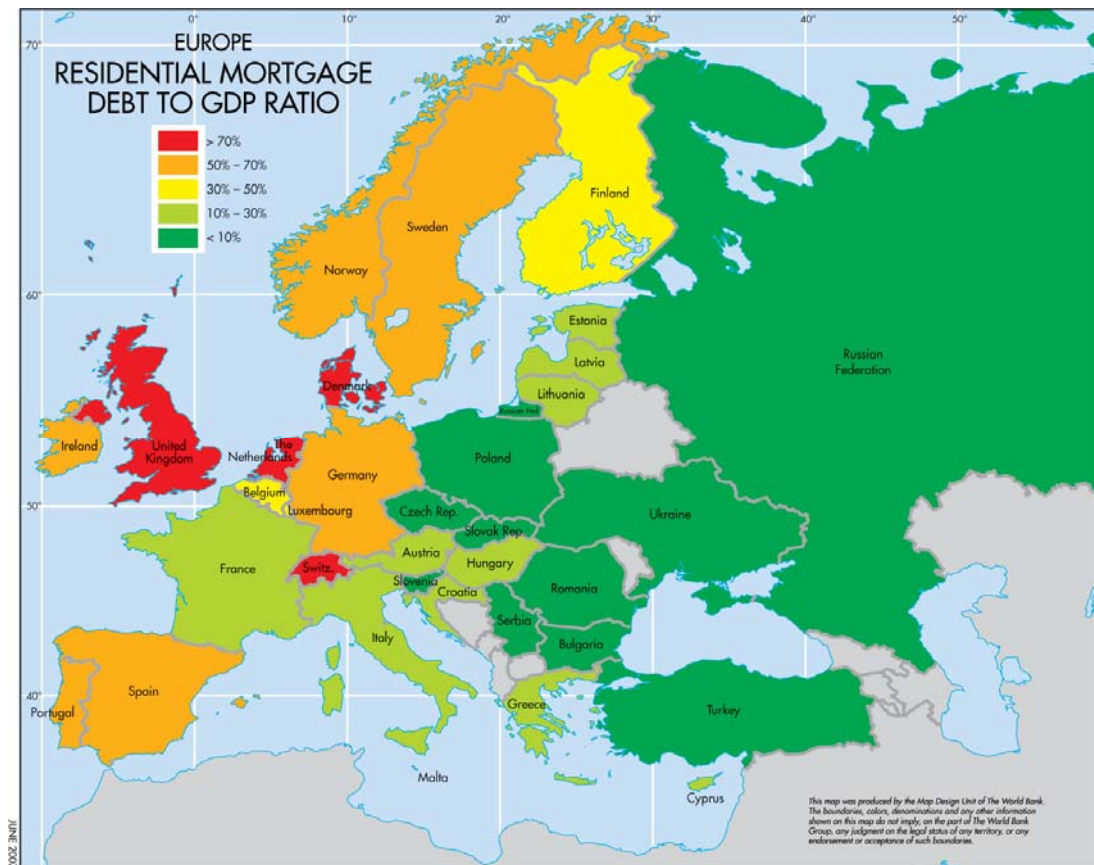 0°
10°
20°
30°
40°
50°
70°
EUROPE
RESIDENTIAL MORTGAGE
DEBT TO GDP RATIO
> 70%
50% – 70%
30% – 50%
10% – 30%
< 10%
Finland
Sweden
Norway
60°
Estonia
Latvia
Lithuania
Russian Fed.
Russian
Federation
Denmark
Ireland
United
Kingdom
The
Netherlands
Belgium
Luxembourg
Germany
Poland
50°
Czech Rep.
Slovak Rep.
Ukraine
France
Switz.
Austria
Hungary
Slovenia
Croatia
Romania
Serbia
Bulgaria
Italy
40°
Portugal
Spain
Greece
Turkey
Malta
Cyprus
This map was produced by the Map Design Unit of The World Bank.
The boundaries, colors, denominations and any other information
shown on this map do not imply, on the part of The World Bank
Group, any judgment on the legal status of any territory, or any
endorsement or acceptance of such boundaries.
JUNE